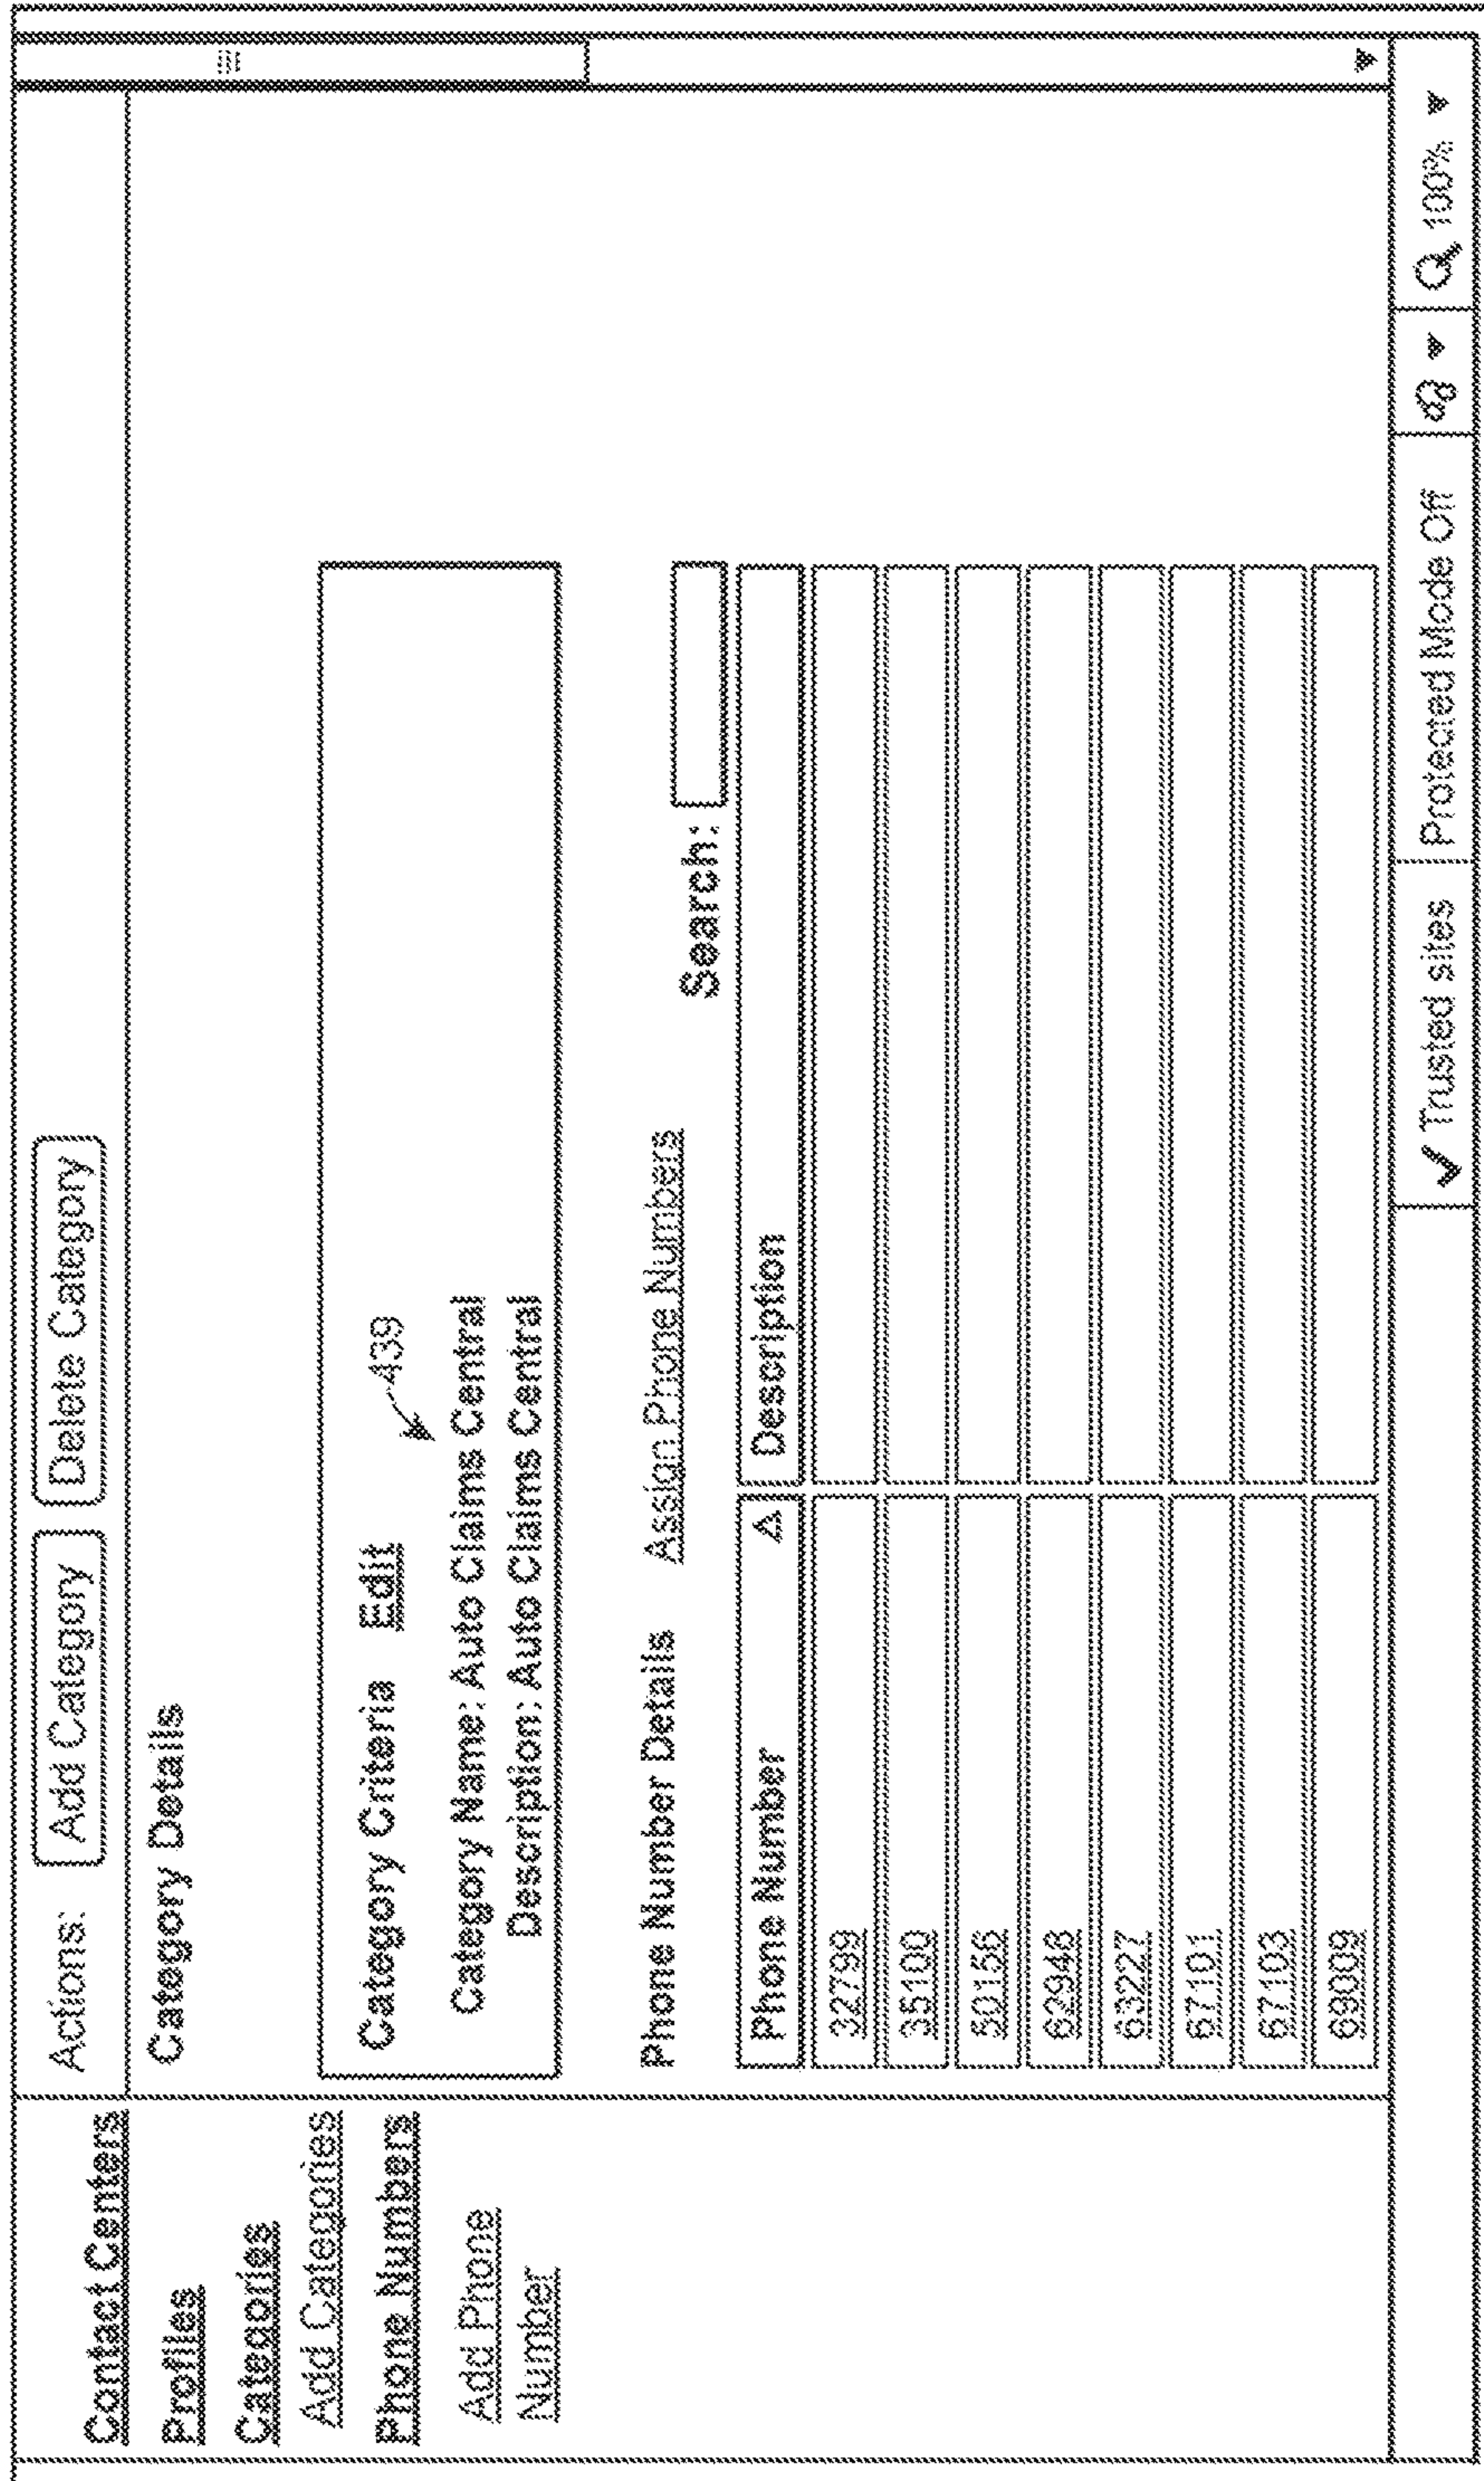 Actions: Add Category Delete Category
Contact Centers
Profiles
Categories
Add Categories
Phone Numbers
Add Phone
Number
Category Details
Category Criteria Edit 439
Category Name: Auto Claims Central
Description: Auto Claims Central
Phone Number Details Assign Phone Numbers
Search:
Phone Number Δ Description
32799
35100
50156
62948
63227
67101
67103
69009
✓ Trusted sites Protected Mode Off 100%